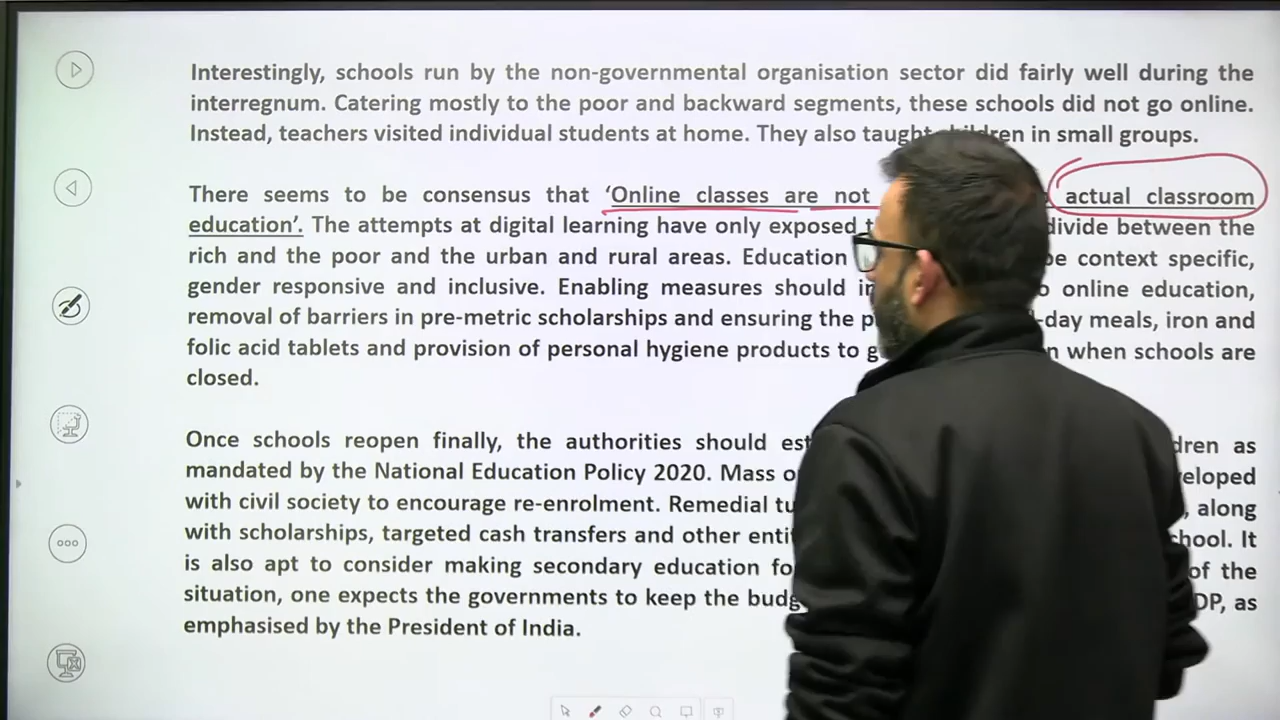 Interestingly, schools run by the non-governmental organisation sector did fairly well during the
interregnum. Catering mostly to the poor and backward segments, these schools did not go online.
Instead, teachers visited individual students at home. They also taught children in small groups.
There seems to be consensus that ‘Online classes are not actual classroom
education’. The attempts at digital learning have only exposed divide between the
rich and the poor and the urban and rural areas. Education context specific,
gender responsive and inclusive. Enabling measures should online education,
removal of barriers in pre-metric scholarships and ensuring the -day meals, iron and
folic acid tablets and provision of personal hygiene products to when schools are
closed.
Once schools reopen finally, the authorities should as
mandated by the National Education Policy 2020. Mass
with civil society to encourage re-enrolment. Remedial , along
with scholarships, targeted cash transfers and other It
is also apt to consider making secondary education of the
situation, one expects the governments to keep the as
emphasised by the President of India.